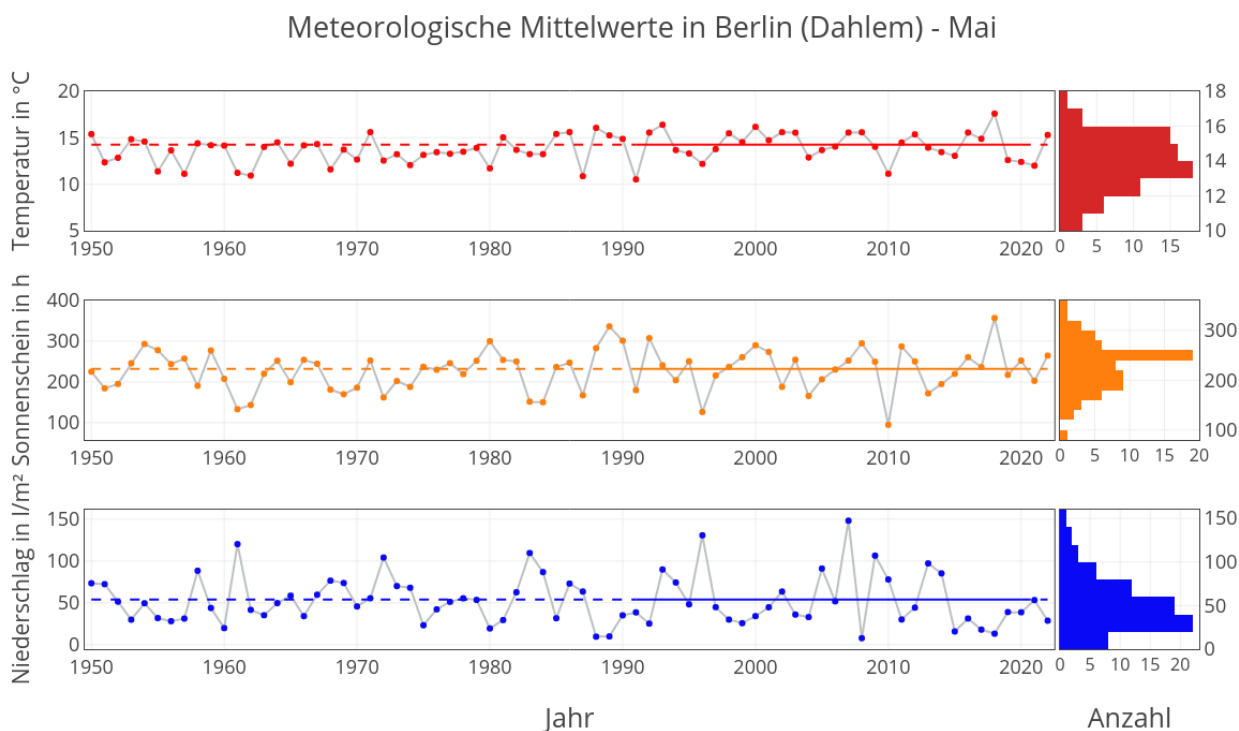 Meteorologische Mittelwerte in Berlin (Dahlem) - Mai
Temperatur in °C
20
15
10
5
1950 1960 1970 1980 1990 2000 2010 2020
18
16
14
12
10
0 5 10 15
Sonnenschein in h
400
300
200
100
1950 1960 1970 1980 1990 2000 2010 2020
300
200
100
0 5 10 15 20
Niederschlag in l/m²
150
100
50
0
1950 1960 1970 1980 1990 2000 2010 2020
150
100
50
0
0 5 10 15 20
Jahr
Anzahl